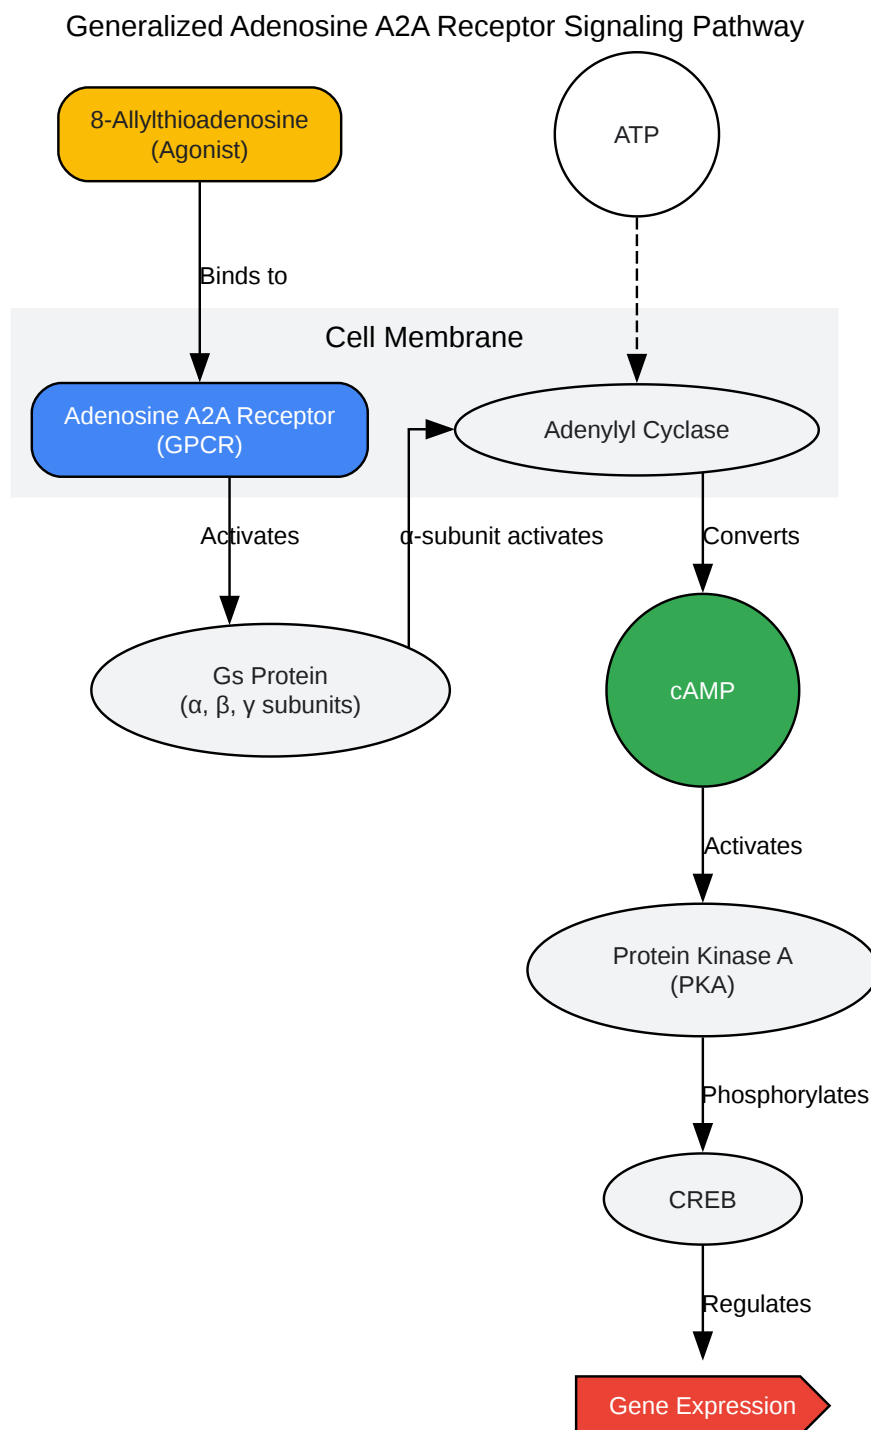 Generalized Adenosine A2A Receptor Signaling Pathway
8-Allylthioadenosine
(Agonist)
ATP
Binds to
Cell Membrane
Adenosine A2A Receptor
(GPCR)
Adenylyl Cyclase
Activates
α-subunit activates
Converts
Gs Protein
(α, β, γ subunits)
cAMP
Activates
Protein Kinase A
(PKA)
Phosphorylates
CREB
Regulates
Gene Expression